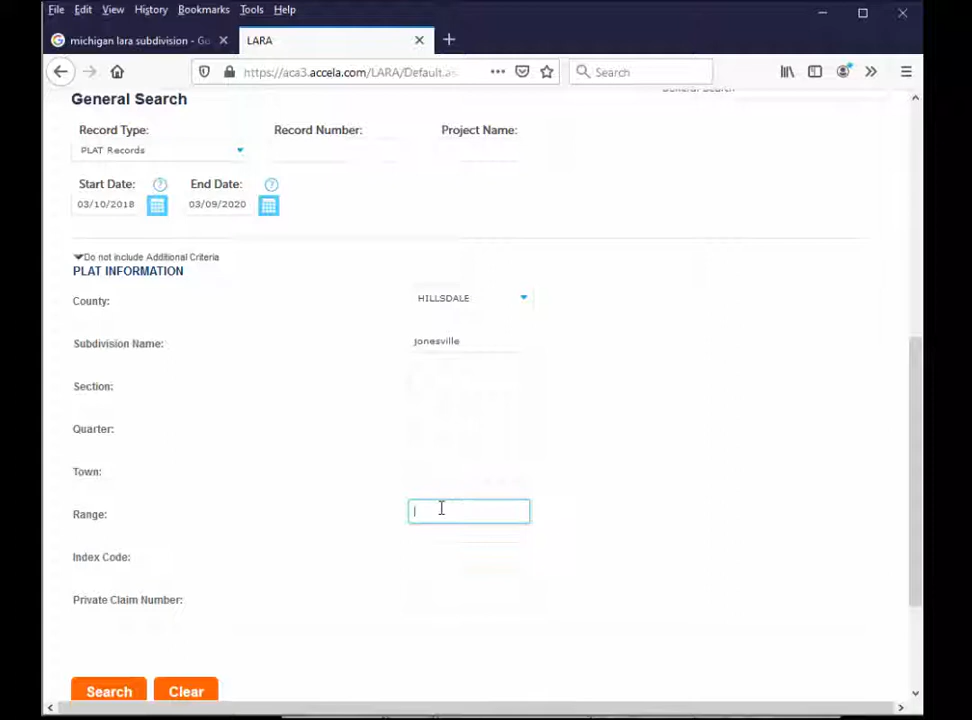 File Edit View History Bookmarks Tools Help
michigan lara subdivision - Go
LARA
https://aca3.accela.com/LARA/Default.as
Search
General Search
General Search
Record Type:
Record Number:
Project Name:
PLAT Records
Start Date:
End Date:
03/10/2018
03/09/2020
Do not include Additional Criteria
PLAT INFORMATION
County:
HILLSDALE
Subdivision Name:
jonesville
Section:
Quarter:
Town:
Range:
Index Code:
Private Claim Number:
Search
Clear